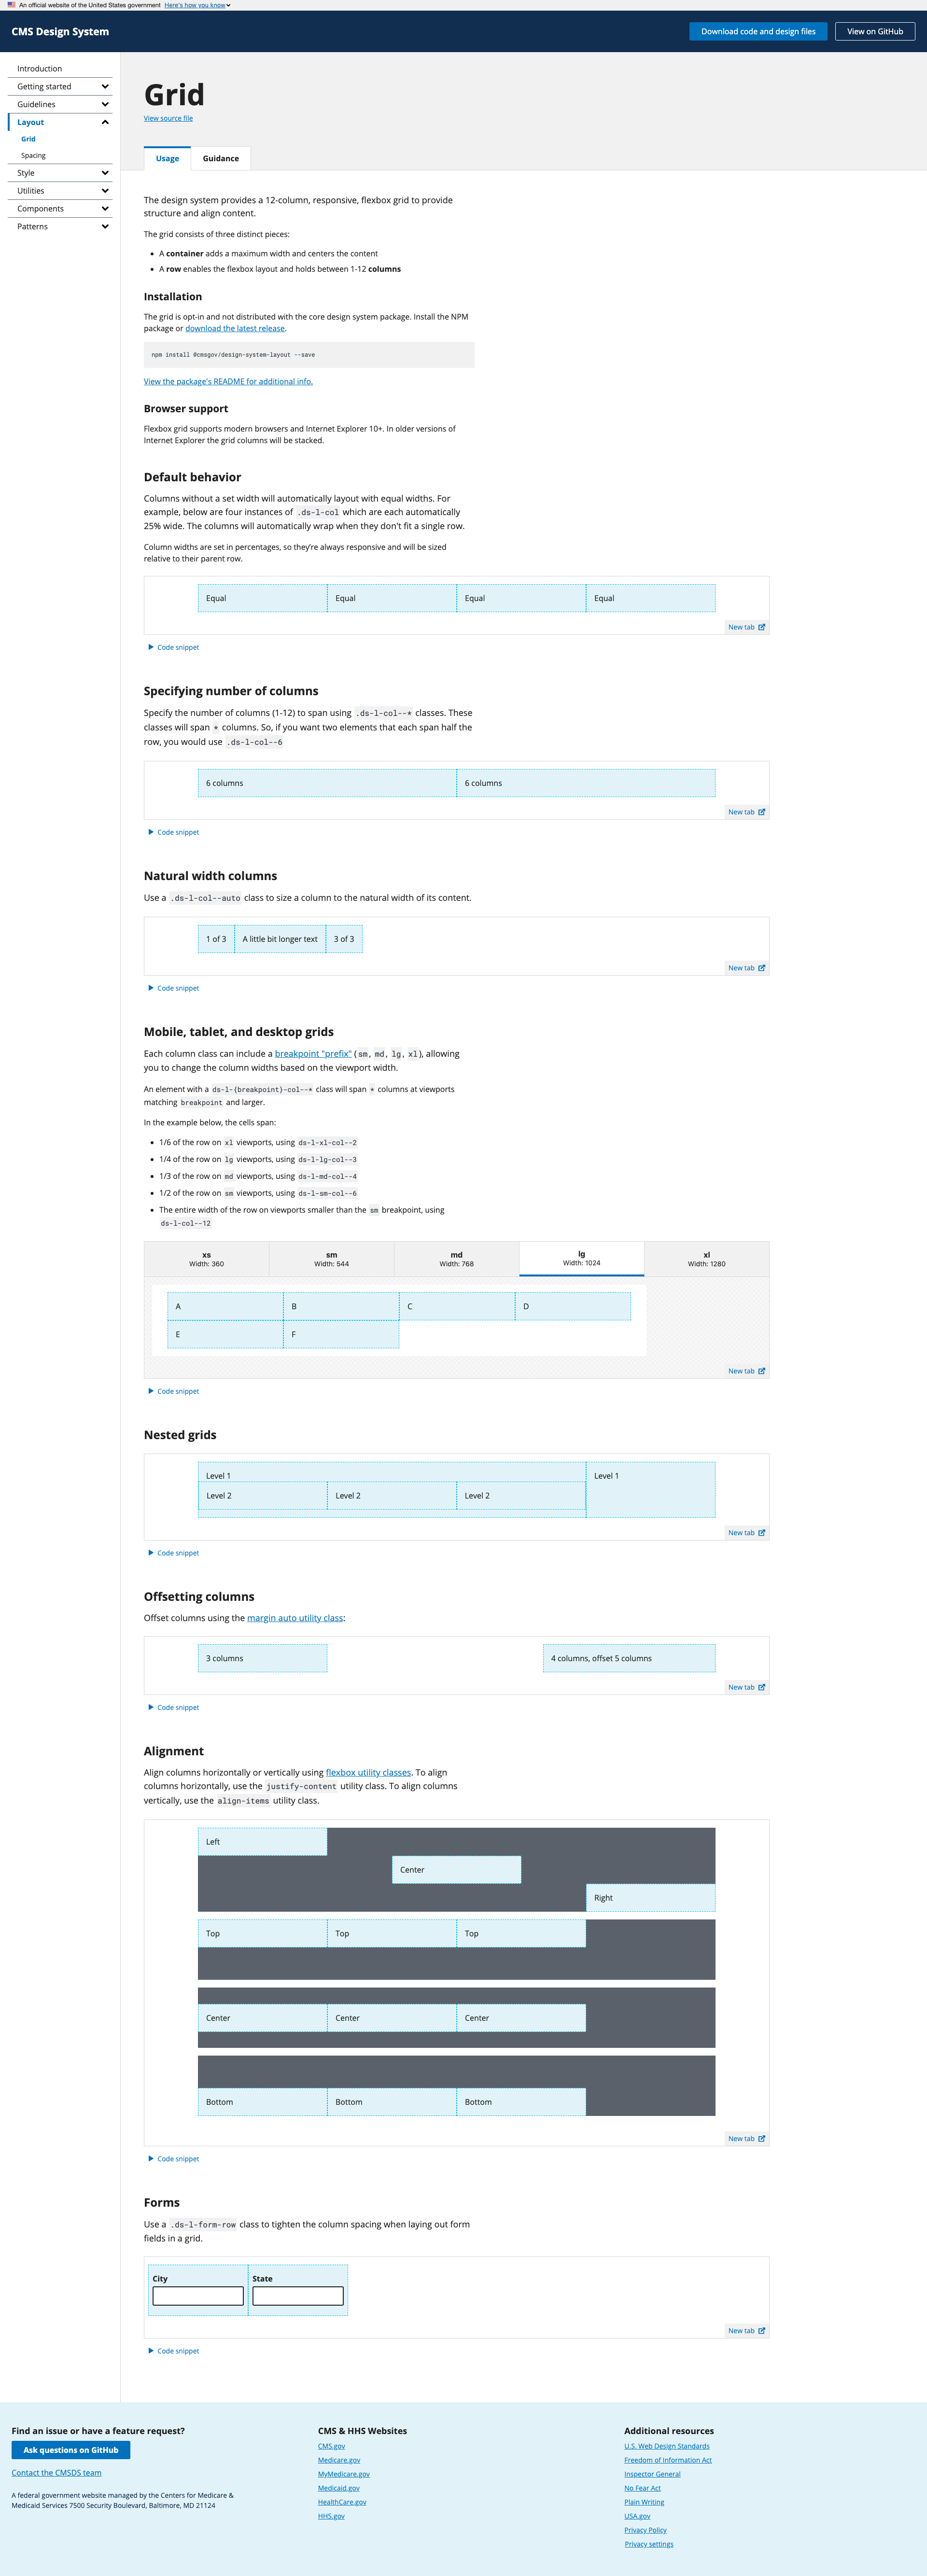 An official website of the United States government Here's how you know
CMS Design System
Download code and design files
View on GitHub
Introduction
Getting started
Guidelines
Layout
Grid
Spacing
Style
Utilities
Components
Patterns
Grid
View source file
Usage
Guidance
The design system provides a 12-column, responsive, flexbox grid to provide
structure and align content.
The grid consists of three distinct pieces:
• A container adds a maximum width and centers the content
• A row enables the flexbox layout and holds between 1-12 columns
Installation
The grid is opt-in and not distributed with the core design system package. Install the NPM
package or download the latest release.
npm install @cmsgov/design-system-layout --save
View the package's README for additional info.
Browser support
Flexbox grid supports modern browsers and Internet Explorer 10+. In older versions of
Internet Explorer the grid columns will be stacked.
Default behavior
Columns without a set width will automatically layout with equal widths. For
example, below are four instances of .ds-l-col which are each automatically
25% wide. The columns will automatically wrap when they don't fit a single row.
Column widths are set in percentages, so they're always responsive and will be sized
relative to their parent row.
Equal Equal Equal Equal
New tab
Code snippet
Specifying number of columns
Specify the number of columns (1-12) to span using .ds-l-col--* classes. These
classes will span * columns. So, if you want two elements that each span half the
row, you would use .ds-l-col--6
6 columns 6 columns
New tab
Code snippet
Natural width columns
Use a .ds-l-col--auto class to size a column to the natural width of its content.
1 of 3 A little bit longer text 3 of 3
New tab
Code snippet
Mobile, tablet, and desktop grids
Each column class can include a breakpoint "prefix" (sm, md, lg, xl), allowing
you to change the column widths based on the viewport width.
An element with a ds-l-{breakpoint}-col--* class will span * columns at viewports
matching breakpoint and larger.
In the example below, the cells span:
• 1/6 of the row on xl viewports, using ds-l-xl-col--2
• 1/4 of the row on lg viewports, using ds-l-lg-col--3
• 1/3 of the row on md viewports, using ds-l-md-col--4
• 1/2 of the row on sm viewports, using ds-l-sm-col--6
• The entire width of the row on viewports smaller than the sm breakpoint, using
ds-l-col--12
xs sm md lg xl
Width: 360 Width: 544 Width: 768 Width: 1024 Width: 1280
A B C D
E F
New tab
Code snippet
Nested grids
Level 1 Level 1
Level 2 Level 2 Level 2
New tab
Code snippet
Offsetting columns
Offset columns using the margin auto utility class:
3 columns 4 columns, offset 5 columns
New tab
Code snippet
Alignment
Align columns horizontally or vertically using flexbox utility classes. To align
columns horizontally, use the justify-content utility class. To align columns
vertically, use the align-items utility class.
Left
Center
Right
Top Top Top
Center Center Center
Bottom Bottom Bottom
New tab
Code snippet
Forms
Use a .ds-l-form-row class to tighten the column spacing when laying out form
fields in a grid.
City State
New tab
Code snippet
Find an issue or have a feature request?
Ask questions on GitHub
Contact the CMSDS team
A federal government website managed by the Centers for Medicare &
Medicaid Services 7500 Security Boulevard, Baltimore, MD 21124
CMS & HHS Websites
CMS.gov
Medicare.gov
MyMedicare.gov
Medicaid.gov
HealthCare.gov
HHS.gov
Additional resources
U.S. Web Design Standards
Freedom of Information Act
Inspector General
No Fear Act
Plain Writing
USA.gov
Privacy Policy
Privacy settings